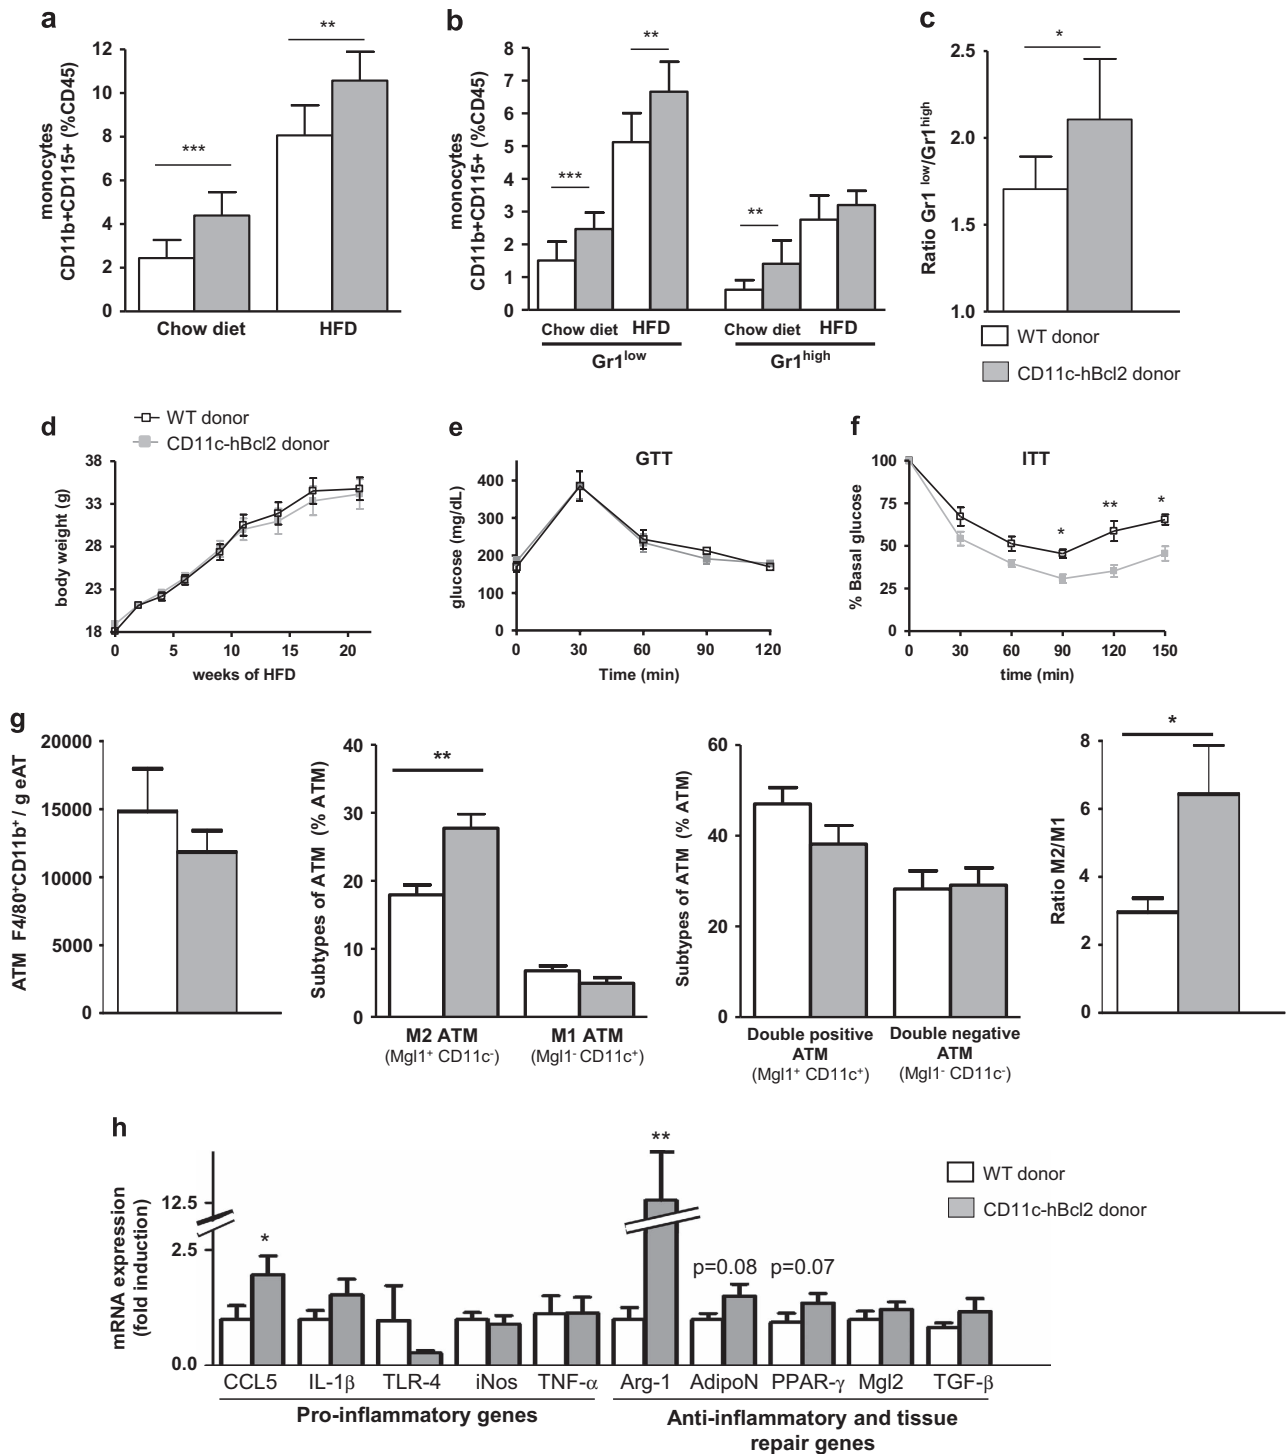 a
monocytes
CD11b+CD115+ (%CD45)
12
10
8
6
4
2
0
***
**
Chow diet HFD
b
monocytes
CD11b+CD115+ (%CD45)
8
7
6
5
4
3
2
1
0
***
**
**
Chow diet HFD Chow diet HFD
Gr1low Gr1high
c
Ratio Gr1 low/Gr1high
2.5
2.0
1.5
1.0
*
WT donor
CD11c-hBcl2 donor
d
WT donor
CD11c-hBcl2 donor
body weight (g)
38
33
28
23
18
0 5 10 15 20
weeks of HFD
e
GTT
glucose (mg/dL)
400
300
200
100
0
0 30 60 90 120
Time (min)
f
ITT
% Basal glucose
100
75
50
25
0
* ** *
0 30 60 90 120 150
time (min)
g
ATM F4/80+CD11b+ / g eAT
20000
15000
10000
5000
0
Subtypes of ATM (% ATM)
40
30
20
10
0
**
M2 ATM M1 ATM
(Mgl1+ CD11c-) (Mgl1- CD11c+)
Subtypes of ATM (% ATM)
60
40
20
0
Double positive Double negative
ATM ATM
(Mgl1+ CD11c+) (Mgl1- CD11c-)
Ratio M2/M1
8
6
4
2
0
*
h
mRNA expression
(fold induction)
12.5
2.5
0.0
*
**
p=0.08 p=0.07
WT donor
CD11c-hBcl2 donor
CCL5 IL-1β TLR-4 iNos TNF-α Arg-1 AdipoN PPAR-γ Mgl2 TGF-β
Pro-inflammatory genes
Anti-inflammatory and tissue
repair genes